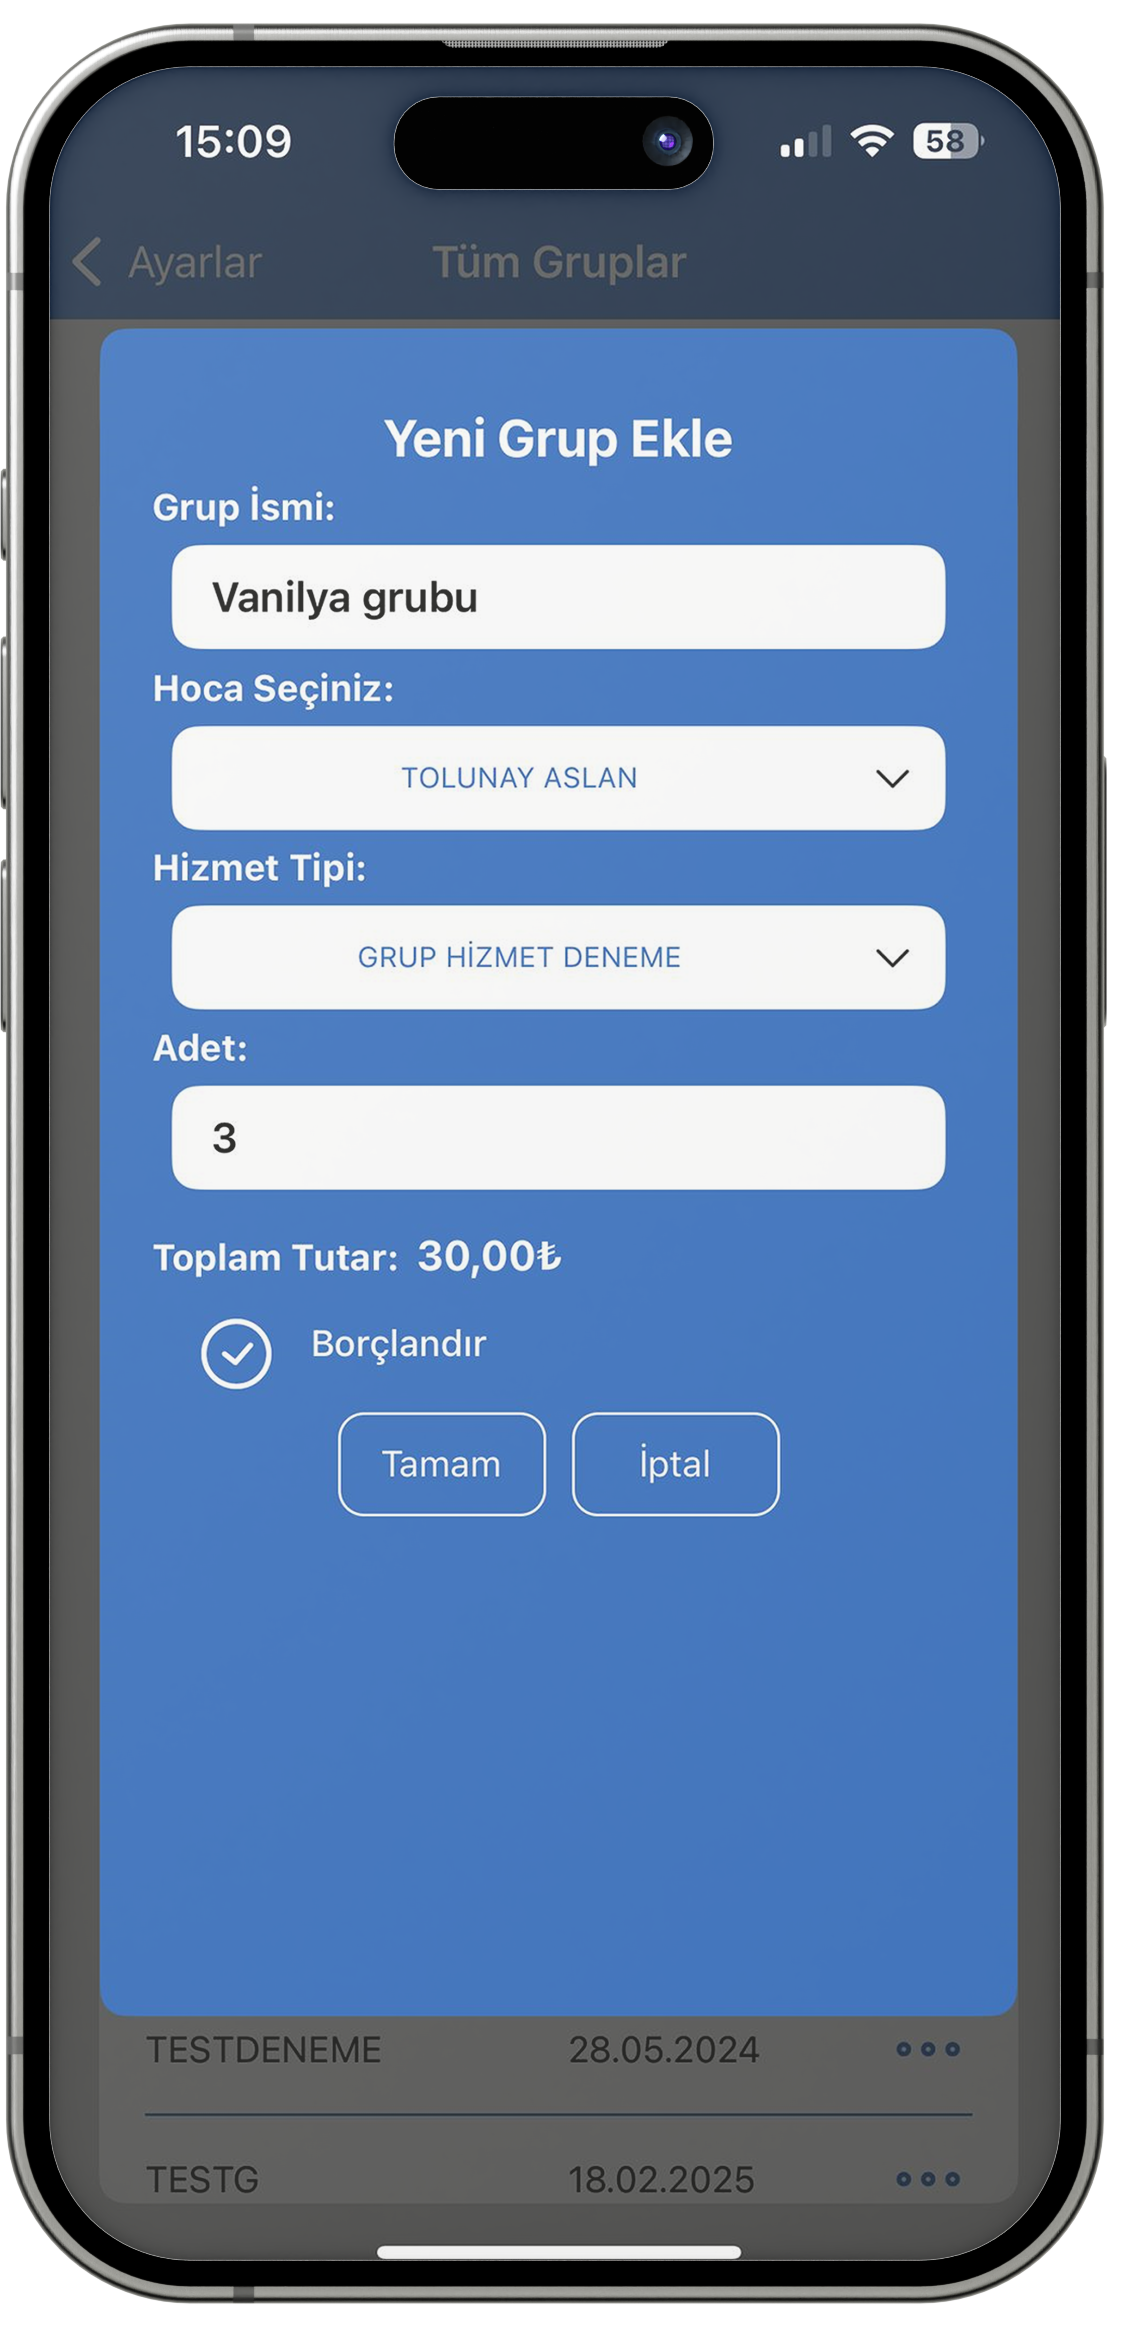 15:09
58
Ayarlar
Tüm Gruplar
Yeni Grup Ekle
Grup İsmi:
Vanilya grubu
Hoca Seçiniz:
TOLUNAY ASLAN
Hizmet Tipi:
GRUP HİZMET DENEME
Adet:
3
Toplam Tutar: 30,00₺
Borçlandır
Tamam
İptal
TESTDENEME 28.05.2024
TESTG 18.02.2025